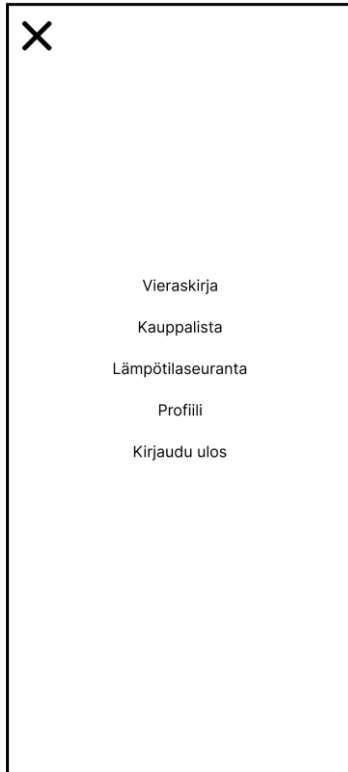 Vieraskirja
Kauppalista
Lämpötilaseuranta
Profiili
Kirjaudu ulos